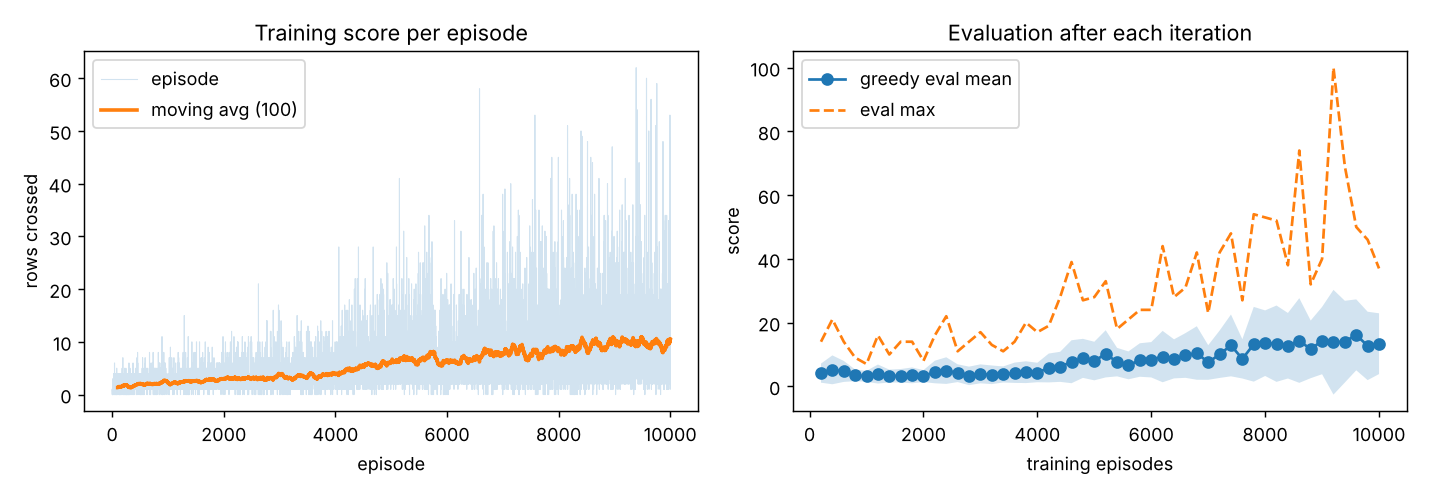 Training score per episode
episode
moving avg (100)
60
50
40
30
20
10
0
rows crossed
0 2000 4000 6000 8000 10000
episode
Evaluation after each iteration
greedy eval mean
eval max
100
80
60
40
20
0
score
0 2000 4000 6000 8000 10000
training episodes